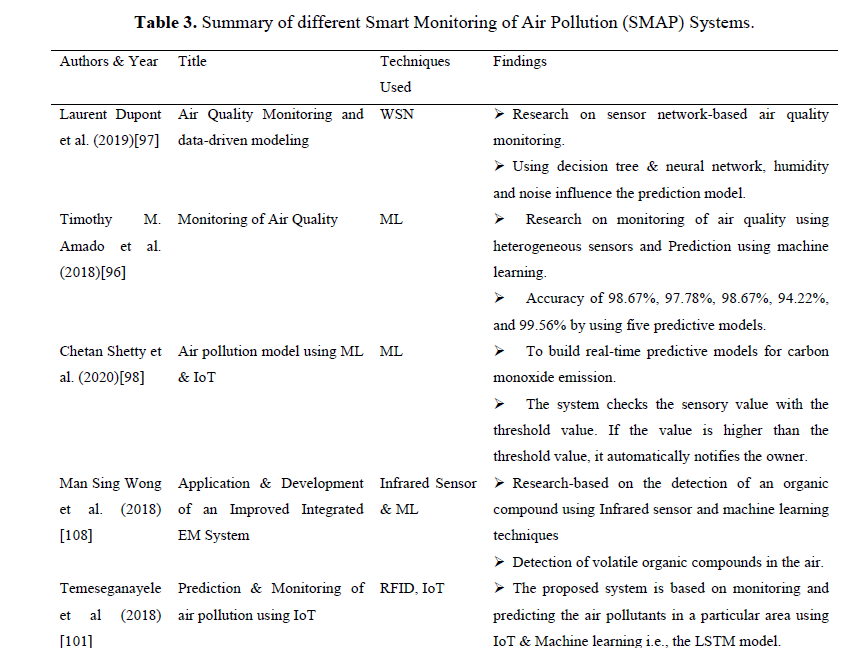 Table 3. Summary of different Smart Monitoring of Air Pollution (SMAP) Systems.
Authors & Year Title Techniques Used Findings
Laurent Dupont et al. (2019)[97]
Air Quality Monitoring and data-driven modeling
WSN
➢ Research on sensor network-based air quality
monitoring.
➢ Using decision tree & neural network, humidity
and noise influence the prediction model.
Timothy M.
Amado et al.
(2018)[96]
Monitoring of Air Quality
ML
➢ Research on monitoring of air quality using
heterogeneous sensors and Prediction using machine
learning.
➢ Accuracy of 98.67%, 97.78%, 98.67%, 94.22%,
and 99.56% by using five predictive models.
Chetan Shetty et
al. (2020)[98]
Air pollution model using ML
& IoT
ML
➢ To build real-time predictive models for carbon
monoxide emission.
➢ The system checks the sensory value with the
threshold value. If the value is higher than the
threshold value, it automatically notifies the owner.
Man Sing Wong
et al. (2018)
[108]
Application & Development
of an Improved Integrated
EM System
Infrared Sensor
& ML
➢ Research-based on the detection of an organic
compound using Infrared sensor and machine learning
techniques
➢ Detection of volatile organic compounds in the air.
Temeseganayele
et al (2018)
[101]
Prediction & Monitoring of
air pollution using IoT
RFID, IoT
➢ The proposed system is based on monitoring and
predicting the air pollutants in a particular area using
IoT & Machine learning i.e., the LSTM model.